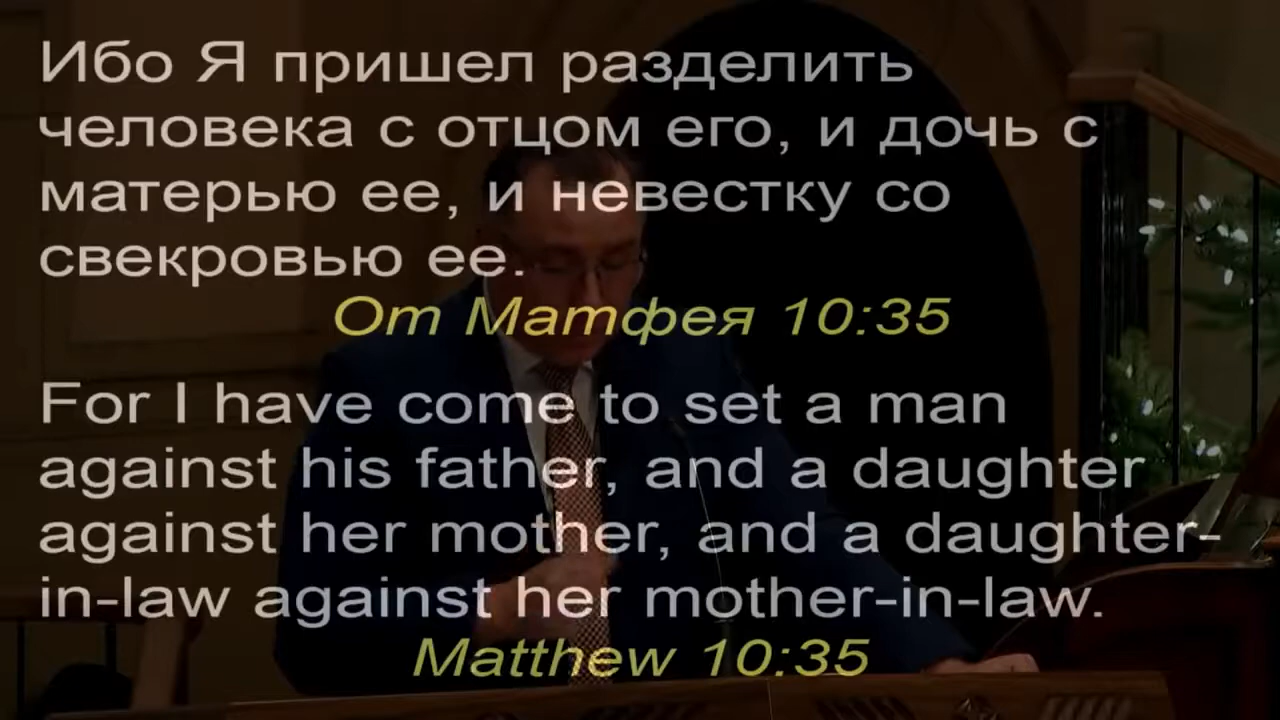 Ибо Я пришел разделить
человека с отцом его, и дочь с
матерью ее, и невестку со
свекровью ее.
От Матфея 10:35
For I have come to set a man
against his father, and a daughter
against her mother, and a daughter-
in-law against her mother-in-law.
Matthew 10:35